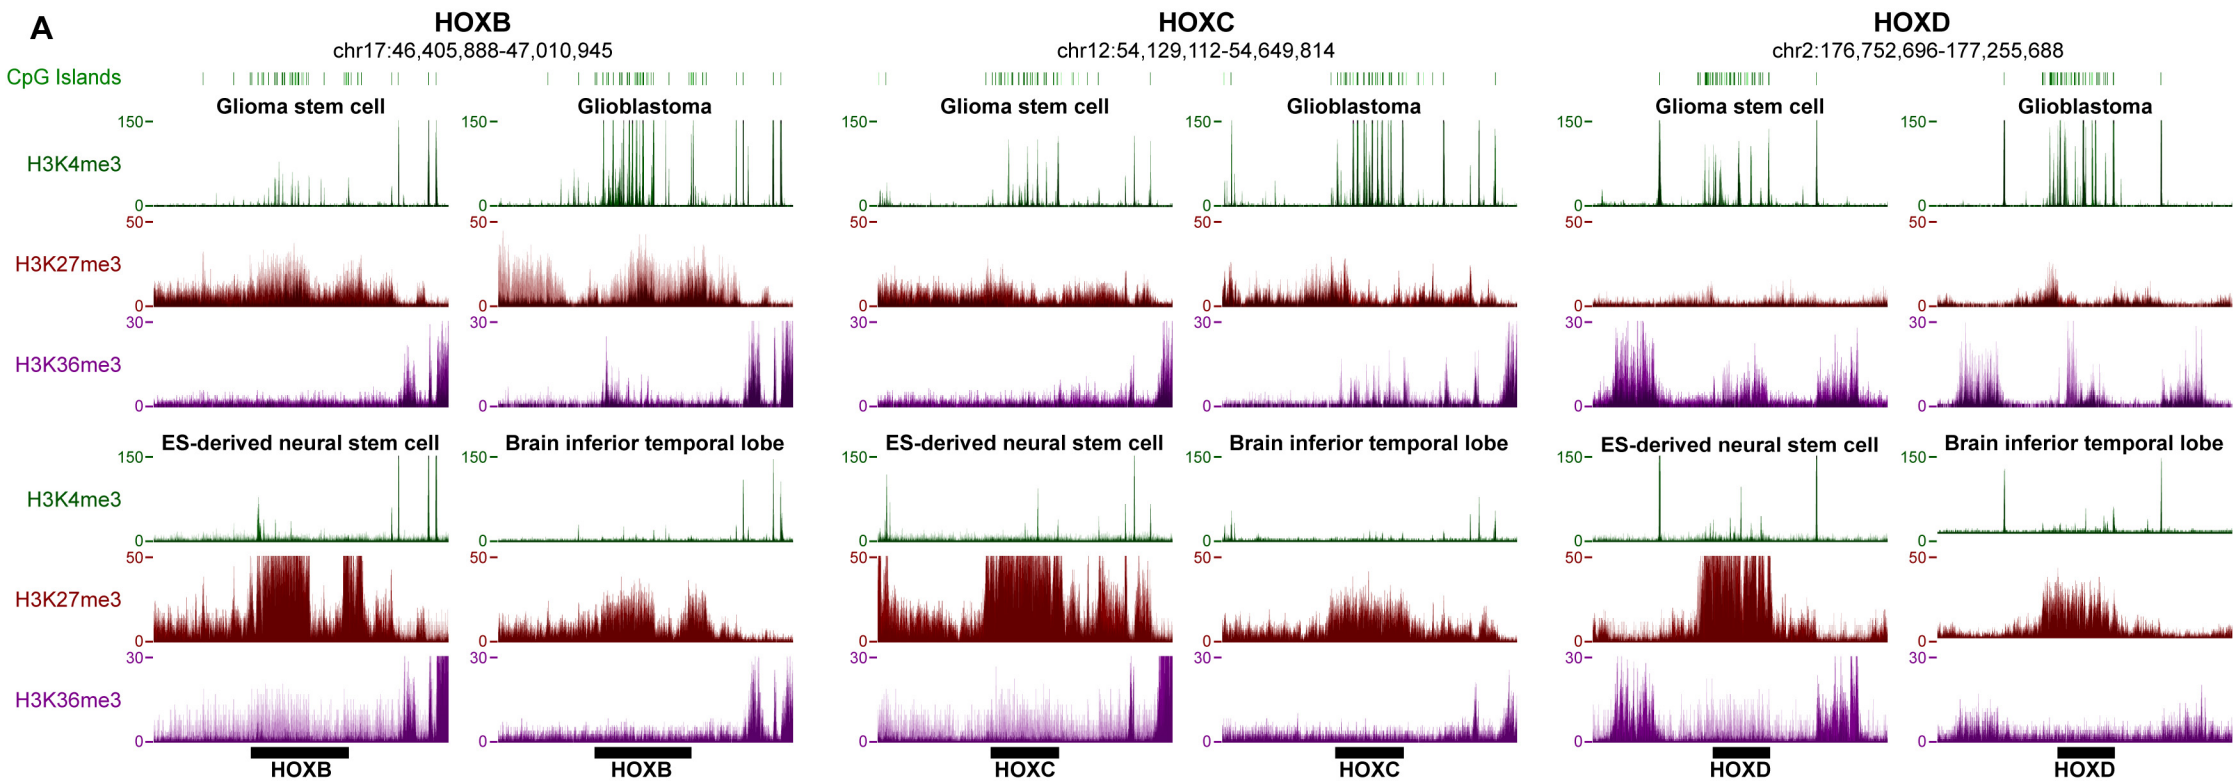 A
HOXB HOXC HOXD
chr17:46,405,888-47,010,945 chr12:54,129,112-54,649,814 chr2:176,752,696-177,255,688
CpG Islands
Glioma stem cell Glioblastoma Glioma stem cell Glioblastoma Glioma stem cell Glioblastoma
H3K4me3
150 150 150 150 150 150
0 0 0 0 0 0
H3K27me3
50 50 50 50 50 50
0 0 0 0 0 0
H3K36me3
30 30 30 30 30 30
0 0 0 0 0 0
ES-derived neural stem cell Brain inferior temporal lobe ES-derived neural stem cell Brain inferior temporal lobe ES-derived neural stem cell Brain inferior temporal lobe
H3K4me3
150 150 150 150 150 150
0 0 0 0 0 0
H3K27me3
50 50 50 50 50 50
0 0 0 0 0 0
H3K36me3
30 30 30 30 30 30
0 0 0 0 0 0
HOXB HOXB HOXC HOXC HOXD HOXD